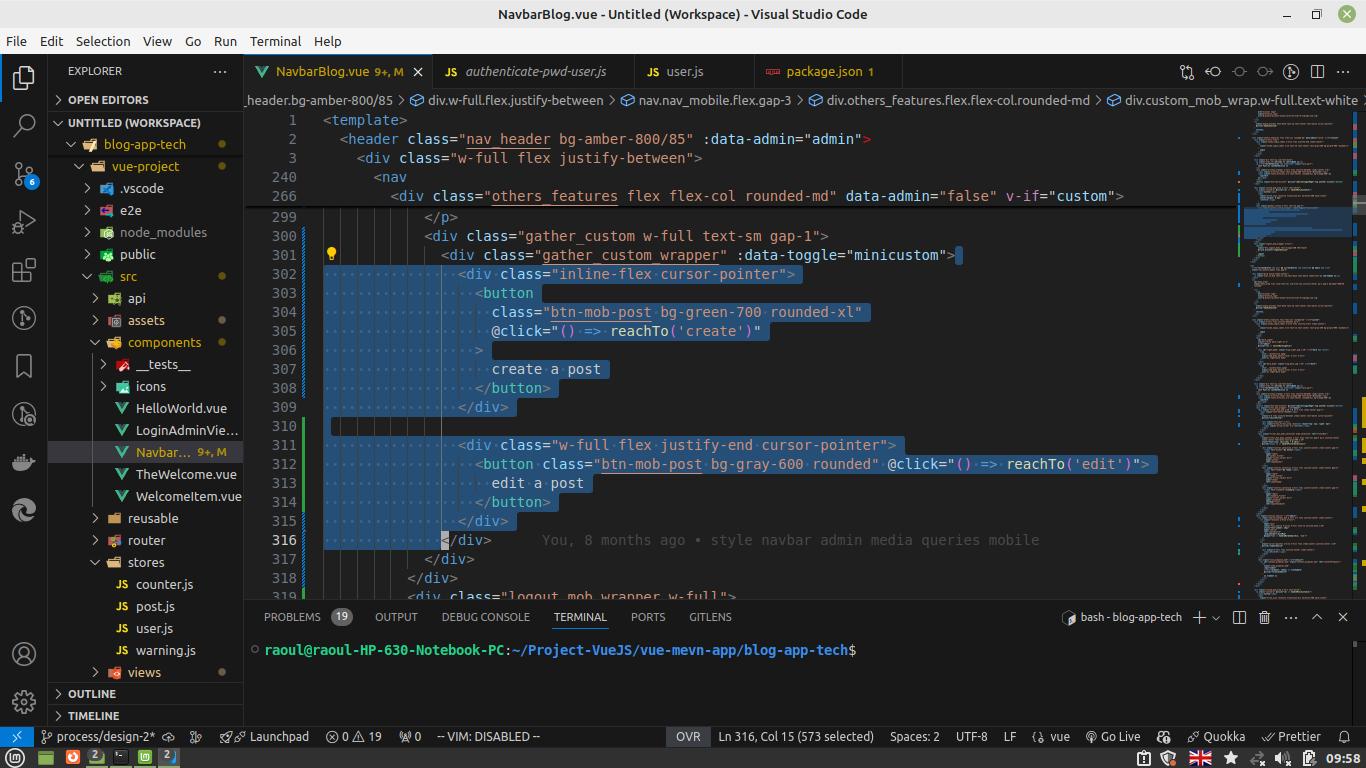 NavbarBlog.vue - Untitled (Workspace) - Visual Studio Code
File Edit Selection View Go Run Terminal Help
EXPLORER
NavbarBlog.vue 9+, M
authenticate-pwd-user.js
user.js
package.json 1
OPEN EDITORS
UNTITLED (WORKSPACE)
blog-app-tech
vue-project
.vscode
e2e
node_modules
public
src
api
assets
components
__tests__
icons
HelloWorld.vue
LoginAdminVie...
Navbar... 9+, M
TheWelcome.vue
WelcomeItem.vue
reusable
router
stores
counter.js
post.js
user.js
warning.js
views
OUTLINE
TIMELINE
_header.bg-amber-800/85 > div.w-full.flex.justify-between > nav.nav_mobile.flex.gap-3 > div.others_features.flex.flex-col.rounded-md > div.custom_mob_wrap.w-full.text-white
1 <template>
2 <header class="nav_header bg-amber-800/85" :data-admin="admin">
3 <div class="w-full flex justify-between">
240 <nav
266 <div class="others_features flex flex-col rounded-md" data-admin="false" v-if="custom">
299 </p>
300 <div class="gather_custom w-full text-sm gap-1">
301 <div class="gather_custom_wrapper" :data-toggle="minicustom">
302 <div class="inline-flex cursor-pointer">
303 <button
304 class="btn-mob-post bg-green-700 rounded-xl"
305 @click="() => reachTo('create')"
306 >
307 create a post
308 </button>
309 </div>
310
311 <div class="w-full flex justify-end cursor-pointer">
312 <button class="btn-mob-post bg-gray-600 rounded" @click="() => reachTo('edit')">
313 edit a post
314 </button>
315 </div>
316 </div> You, 8 months ago • style navbar admin media queries mobile
317 </div>
318 </div>
319 <div class="logout_mob_wrapper w-full">
PROBLEMS 19 OUTPUT DEBUG CONSOLE TERMINAL PORTS GITLENS
bash - blog-app-tech
raoul@raoul-HP-630-Notebook-PC:~/Project-VueJS/vue-mevn-app/blog-app-tech$
6
process/design-2* Launchpad 0 19 0 -- VIM: DISABLED -- OVR Ln 316, Col 15 (573 selected) Spaces: 2 UTF-8 LF {} vue Go Live Quokka Prettier
2 2 09:58